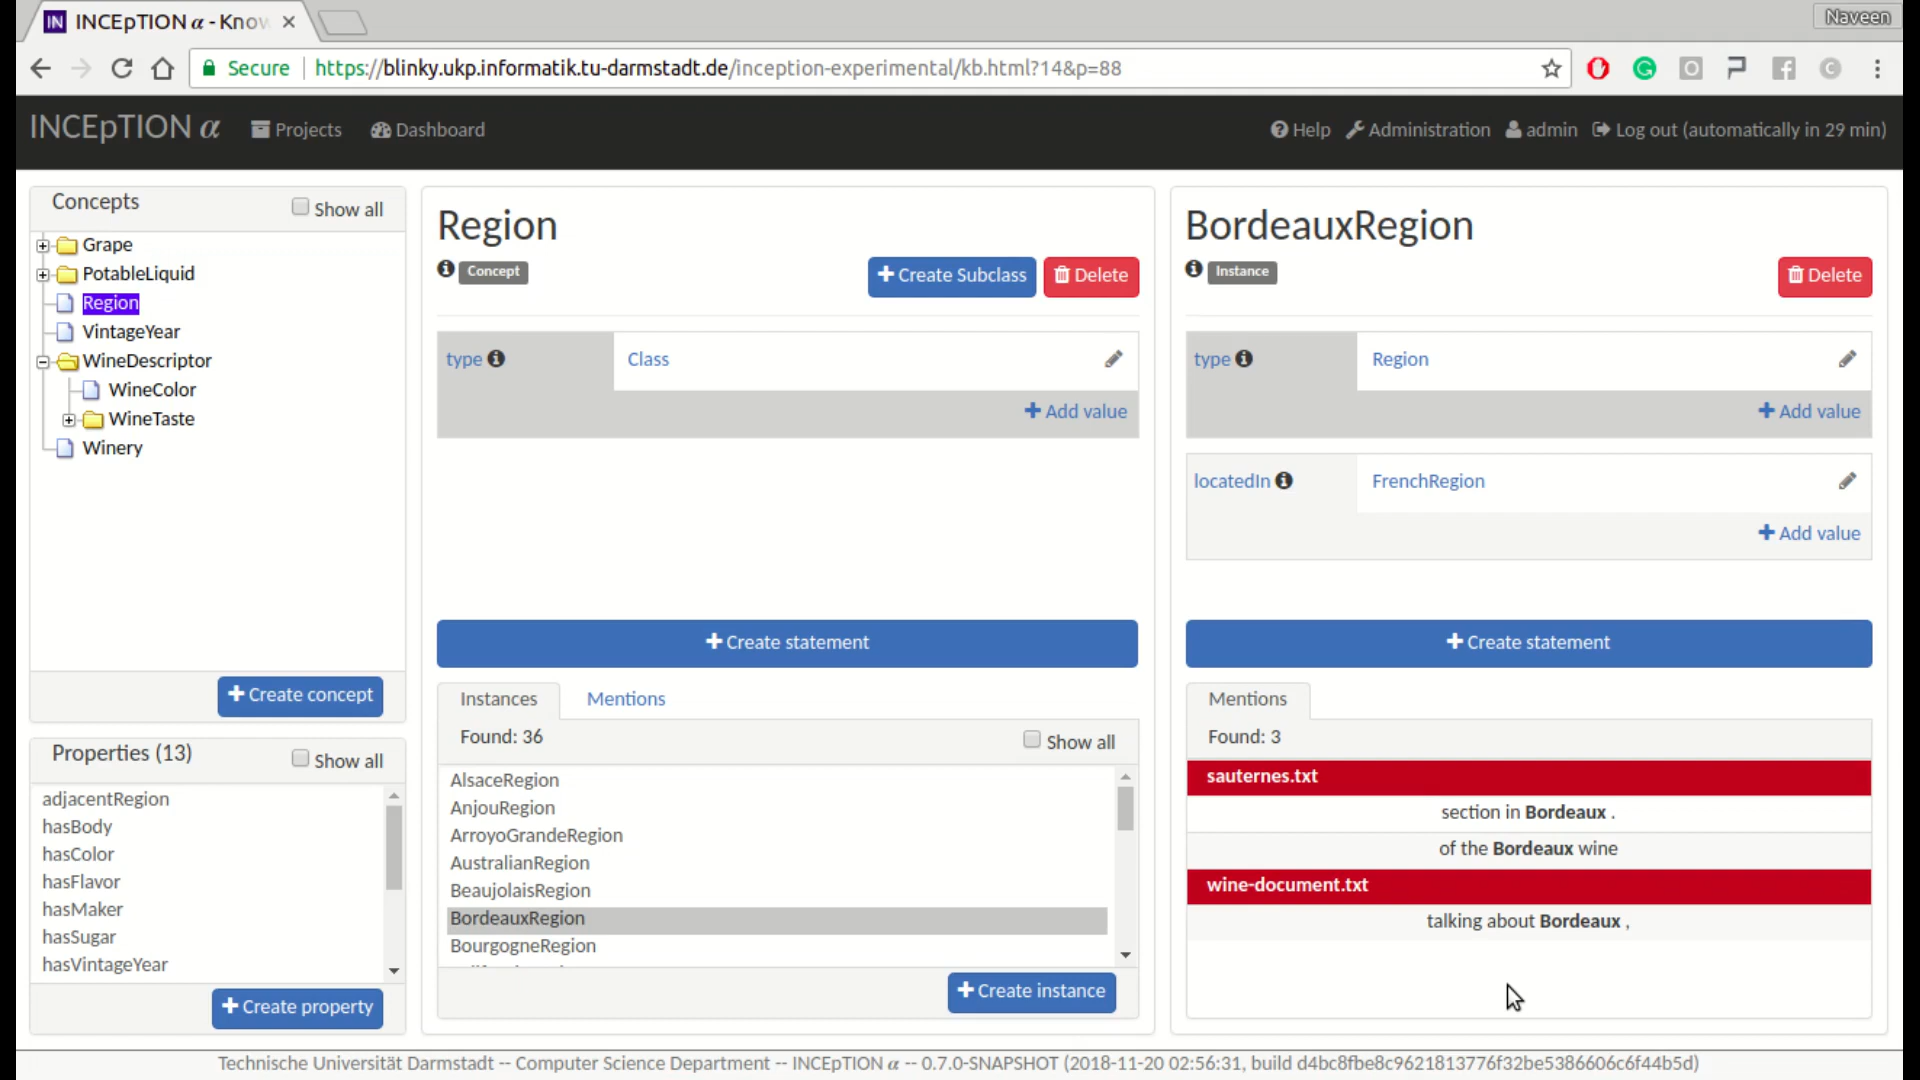 INCEpTION α - Know
Naveen
Secure https://blinky.ukp.informatik.tu-darmstadt.de/inception-experimental/kb.html?14&p=88
INCEpTION α Projects Dashboard Help Administration admin Log out (automatically in 29 min)
Concepts Show all
Grape
PotableLiquid
Region
VintageYear
WineDescriptor
WineColor
WineTaste
Winery
Create concept
Properties (13) Show all
adjacentRegion
hasBody
hasColor
hasFlavor
hasMaker
hasSugar
hasVintageYear
Create property
Region
Concept
Create Subclass Delete
type Class
Add value
Create statement
Instances Mentions
Found: 36 Show all
AlsaceRegion
AnjouRegion
ArroyoGrandeRegion
AustralianRegion
BeaujolaisRegion
BordeauxRegion
BourgogneRegion
Create instance
BordeauxRegion
Instance
Delete
type Region
Add value
locatedIn FrenchRegion
Add value
Create statement
Mentions
Found: 3
sauternes.txt
section in Bordeaux .
of the Bordeaux wine
wine-document.txt
talking about Bordeaux ,
Technische Universität Darmstadt -- Computer Science Department -- INCEpTION α -- 0.7.0-SNAPSHOT (2018-11-20 02:56:31, build d4bc8fbe8c9621813776f32be5386606c6f44b5d)